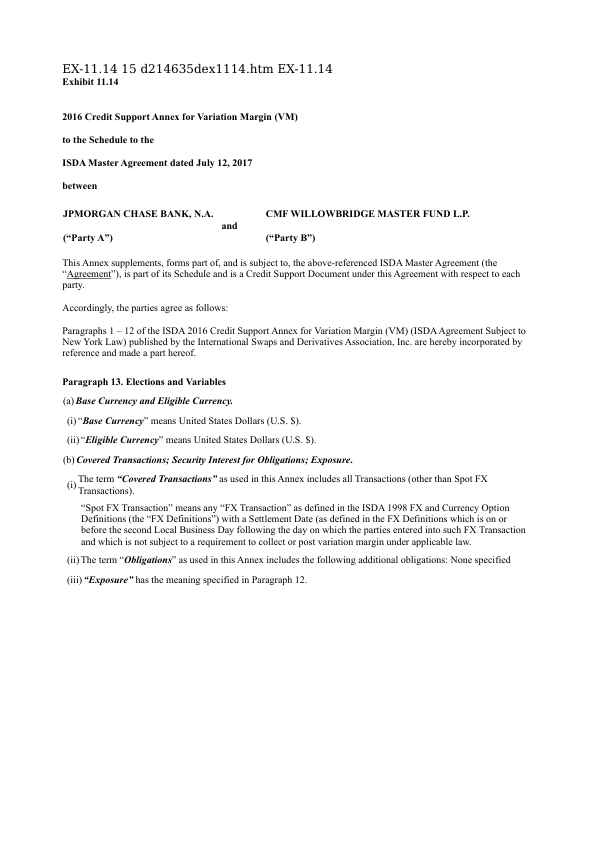 EX-11.14 15 d214635dex1114.htm EX-11.14
Exhibit 11.14
2016 Credit Support Annex for Variation Margin (VM)
to the Schedule to the
ISDA Master Agreement dated July 12, 2017
between
JPMORGAN CHASE BANK, N.A. CMF WILLOWBRIDGE MASTER FUND L.P.
and
(“Party A”) (“Party B”)
This Annex supplements, forms part of, and is subject to, the above-referenced ISDA Master Agreement (the
“Agreement”), is part of its Schedule and is a Credit Support Document under this Agreement with respect to each
party.
Accordingly, the parties agree as follows:
Paragraphs 1 – 12 of the ISDA 2016 Credit Support Annex for Variation Margin (VM) (ISDA Agreement Subject to
New York Law) published by the International Swaps and Derivatives Association, Inc. are hereby incorporated by
reference and made a part hereof.
Paragraph 13. Elections and Variables
(a) Base Currency and Eligible Currency.
(i) “Base Currency” means United States Dollars (U.S. $).
(ii) “Eligible Currency” means United States Dollars (U.S. $).
(b) Covered Transactions; Security Interest for Obligations; Exposure.
(i) The term “Covered Transactions” as used in this Annex includes all Transactions (other than Spot FX
Transactions).
“Spot FX Transaction” means any “FX Transaction” as defined in the ISDA 1998 FX and Currency Option
Definitions (the “FX Definitions”) with a Settlement Date (as defined in the FX Definitions which is on or
before the second Local Business Day following the day on which the parties entered into such FX Transaction
and which is not subject to a requirement to collect or post variation margin under applicable law.
(ii) The term “Obligations” as used in this Annex includes the following additional obligations: None specified
(iii) “Exposure” has the meaning specified in Paragraph 12.